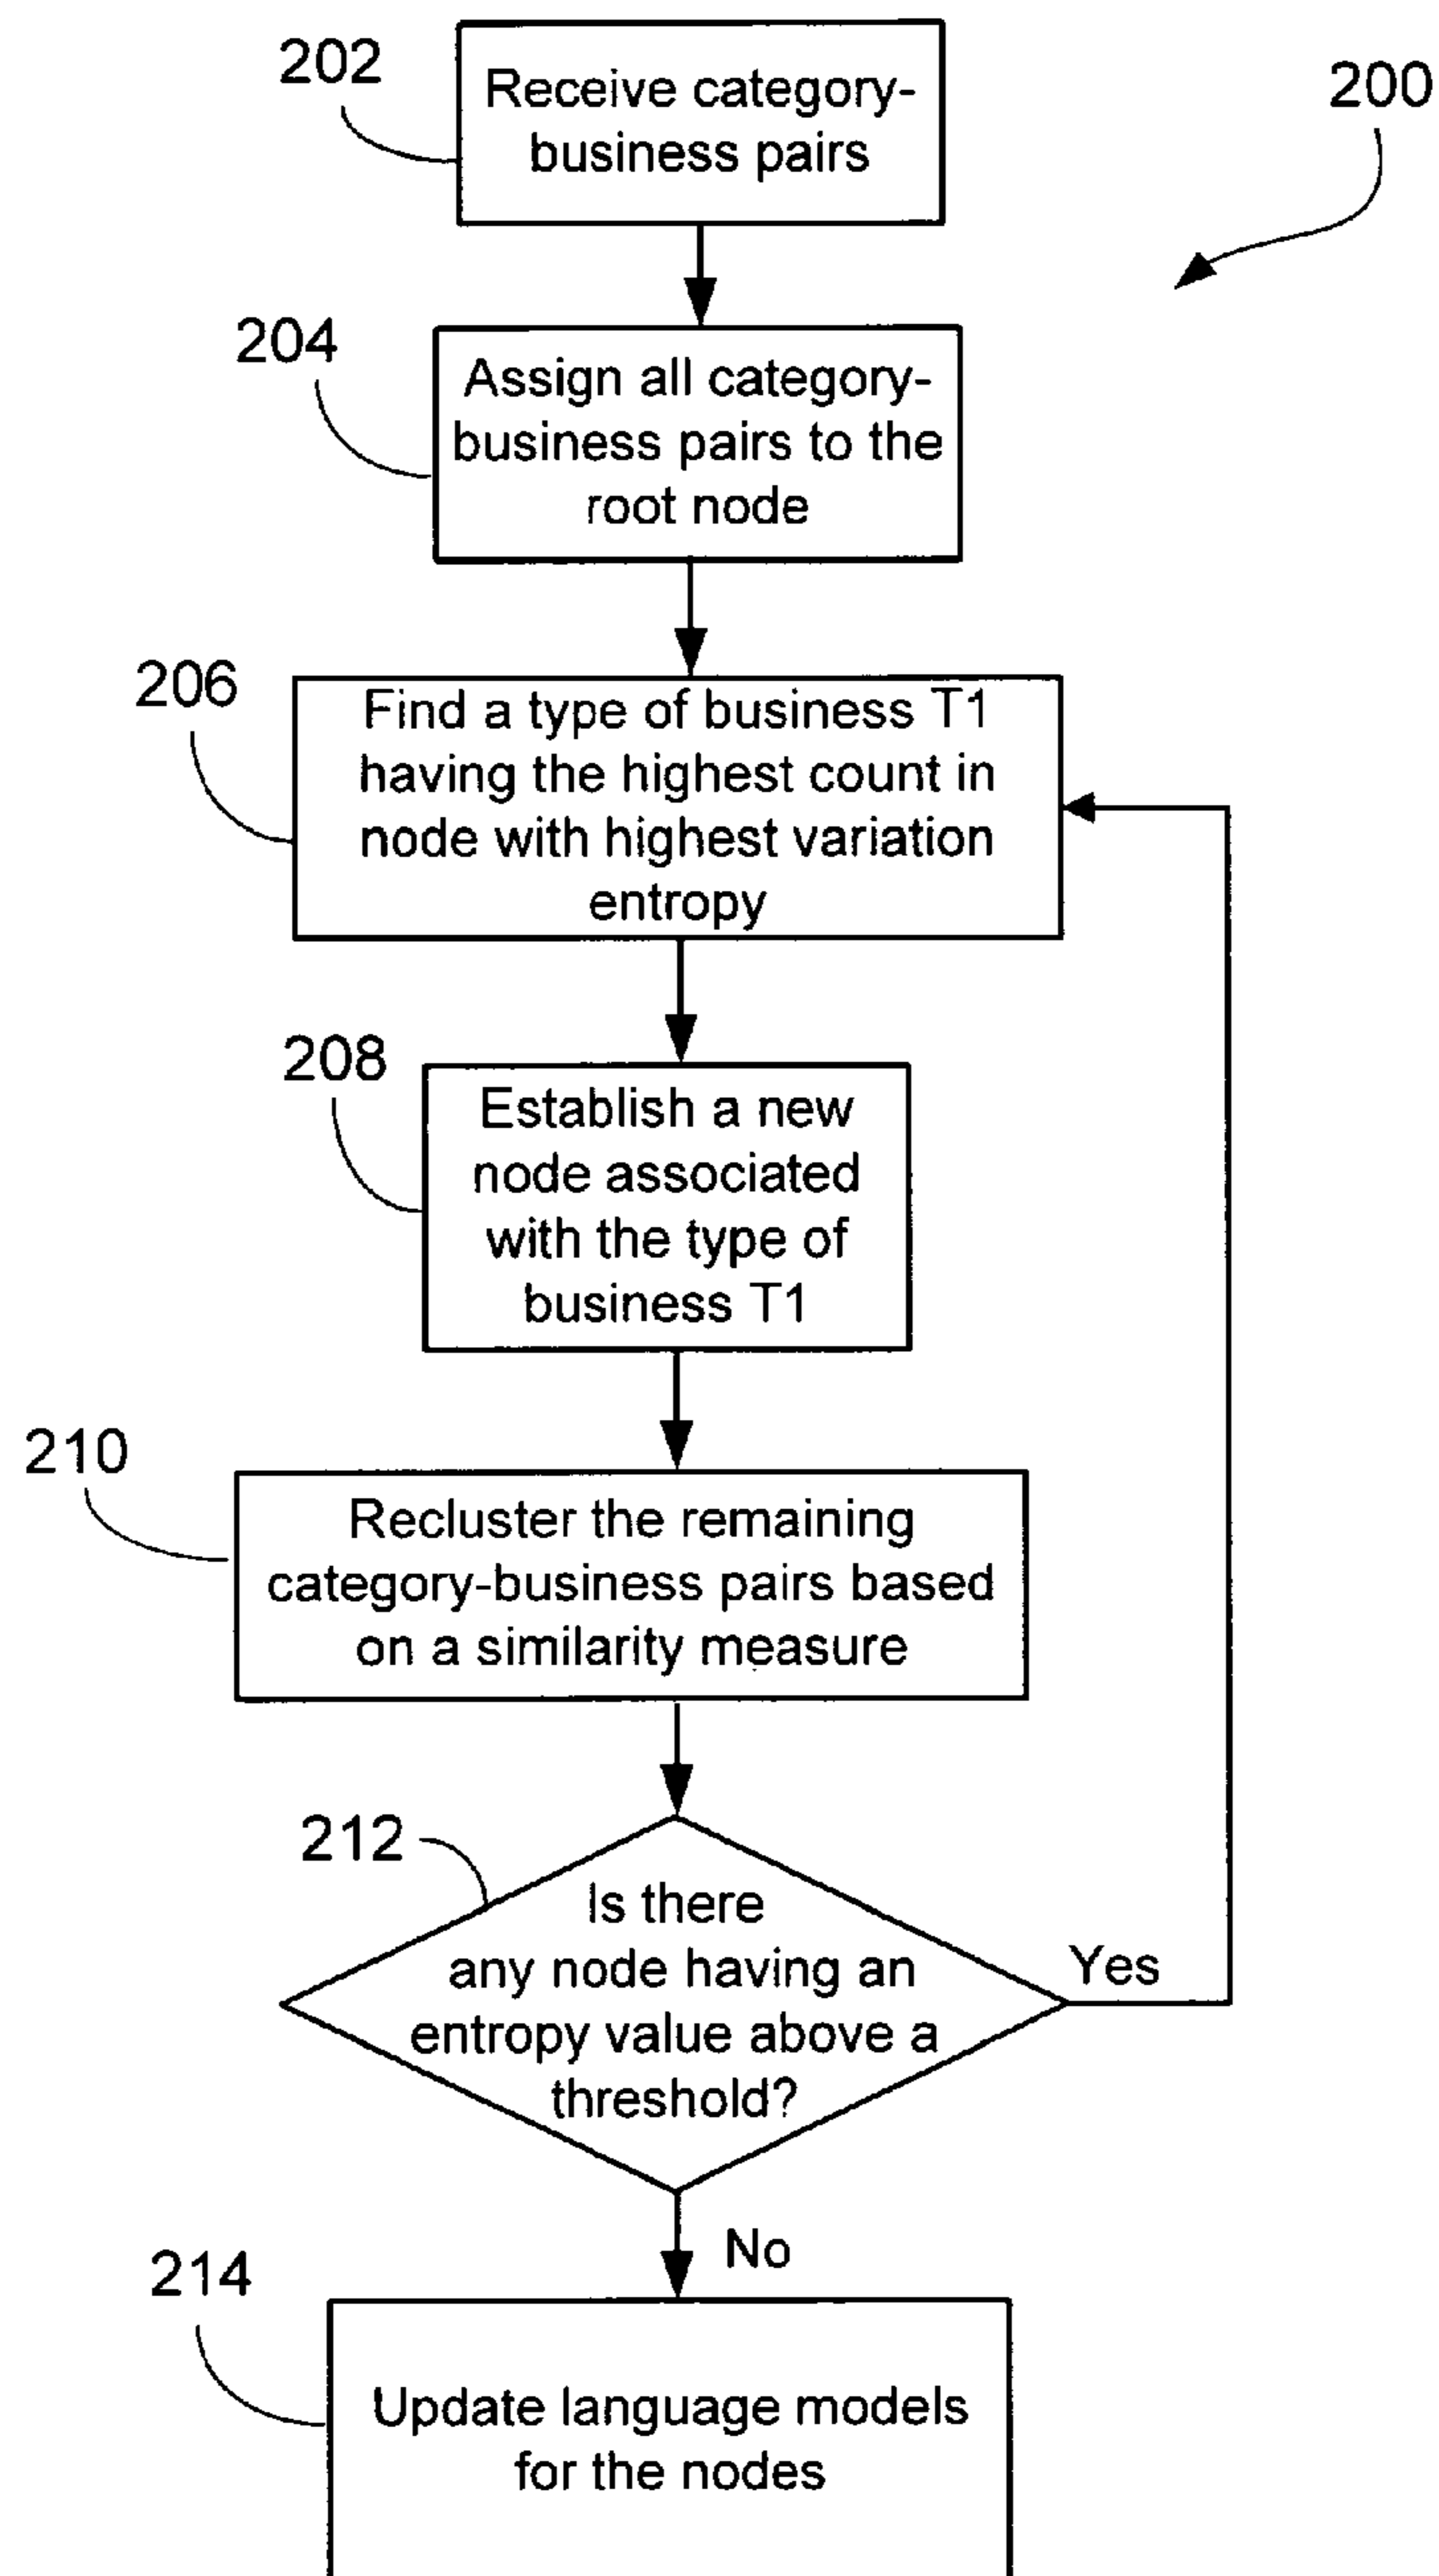 202
Receive category-
business pairs
200
204
Assign all category-
business pairs to the
root node
206
Find a type of business T1
having the highest count in
node with highest variation
entropy
208
Establish a new
node associated
with the type of
business T1
210
Recluster the remaining
category-business pairs based
on a similarity measure
212
Is there
any node having an
entropy value above a
threshold?
Yes
No
214
Update language models
for the nodes